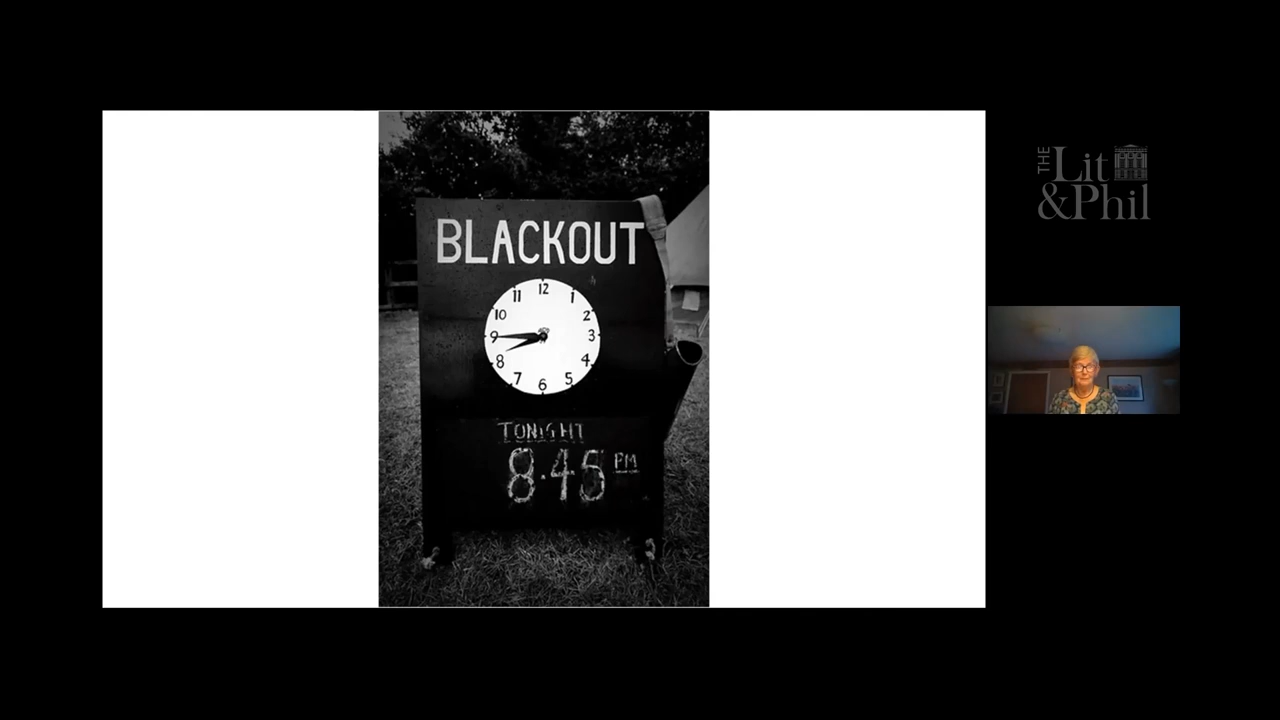 BLACKOUT
12
11 1
10 2
9 3
8 4
7 5
6
TONIGHT
8.45 PM
THE Lit
&Phil